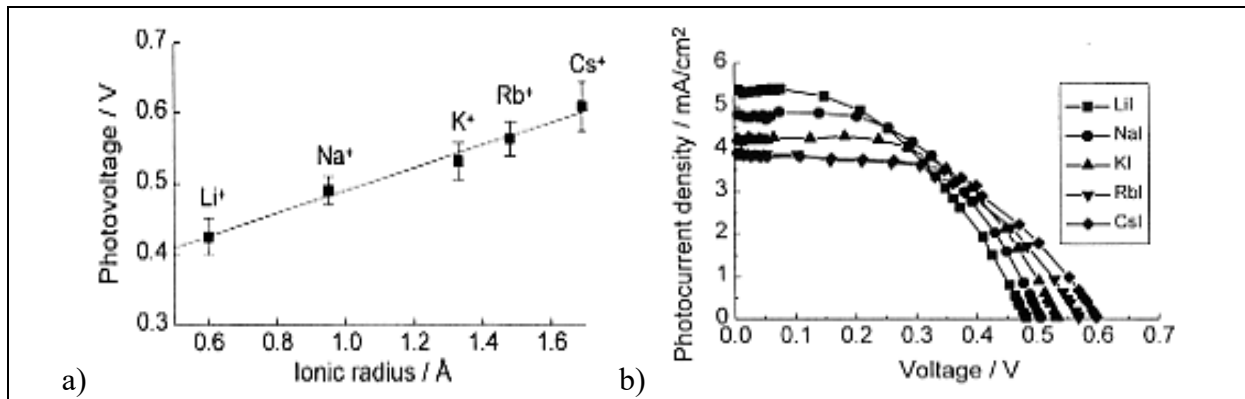 0.7
0.6
0.5
0.4
0.3
Photovoltage / V
Li⁺
Na⁺
K⁺
Rb⁺
Cs⁺
0.6
0.8
1.0
1.2
1.4
1.6
Ionic radius / Å
a)
6
5
4
3
2
1
0
Photocurrent density / mA/cm²
LiI
NaI
KI
RbI
CsI
0.0
0.1
0.2
0.3
0.4
0.5
0.6
0.7
Voltage / V
b)